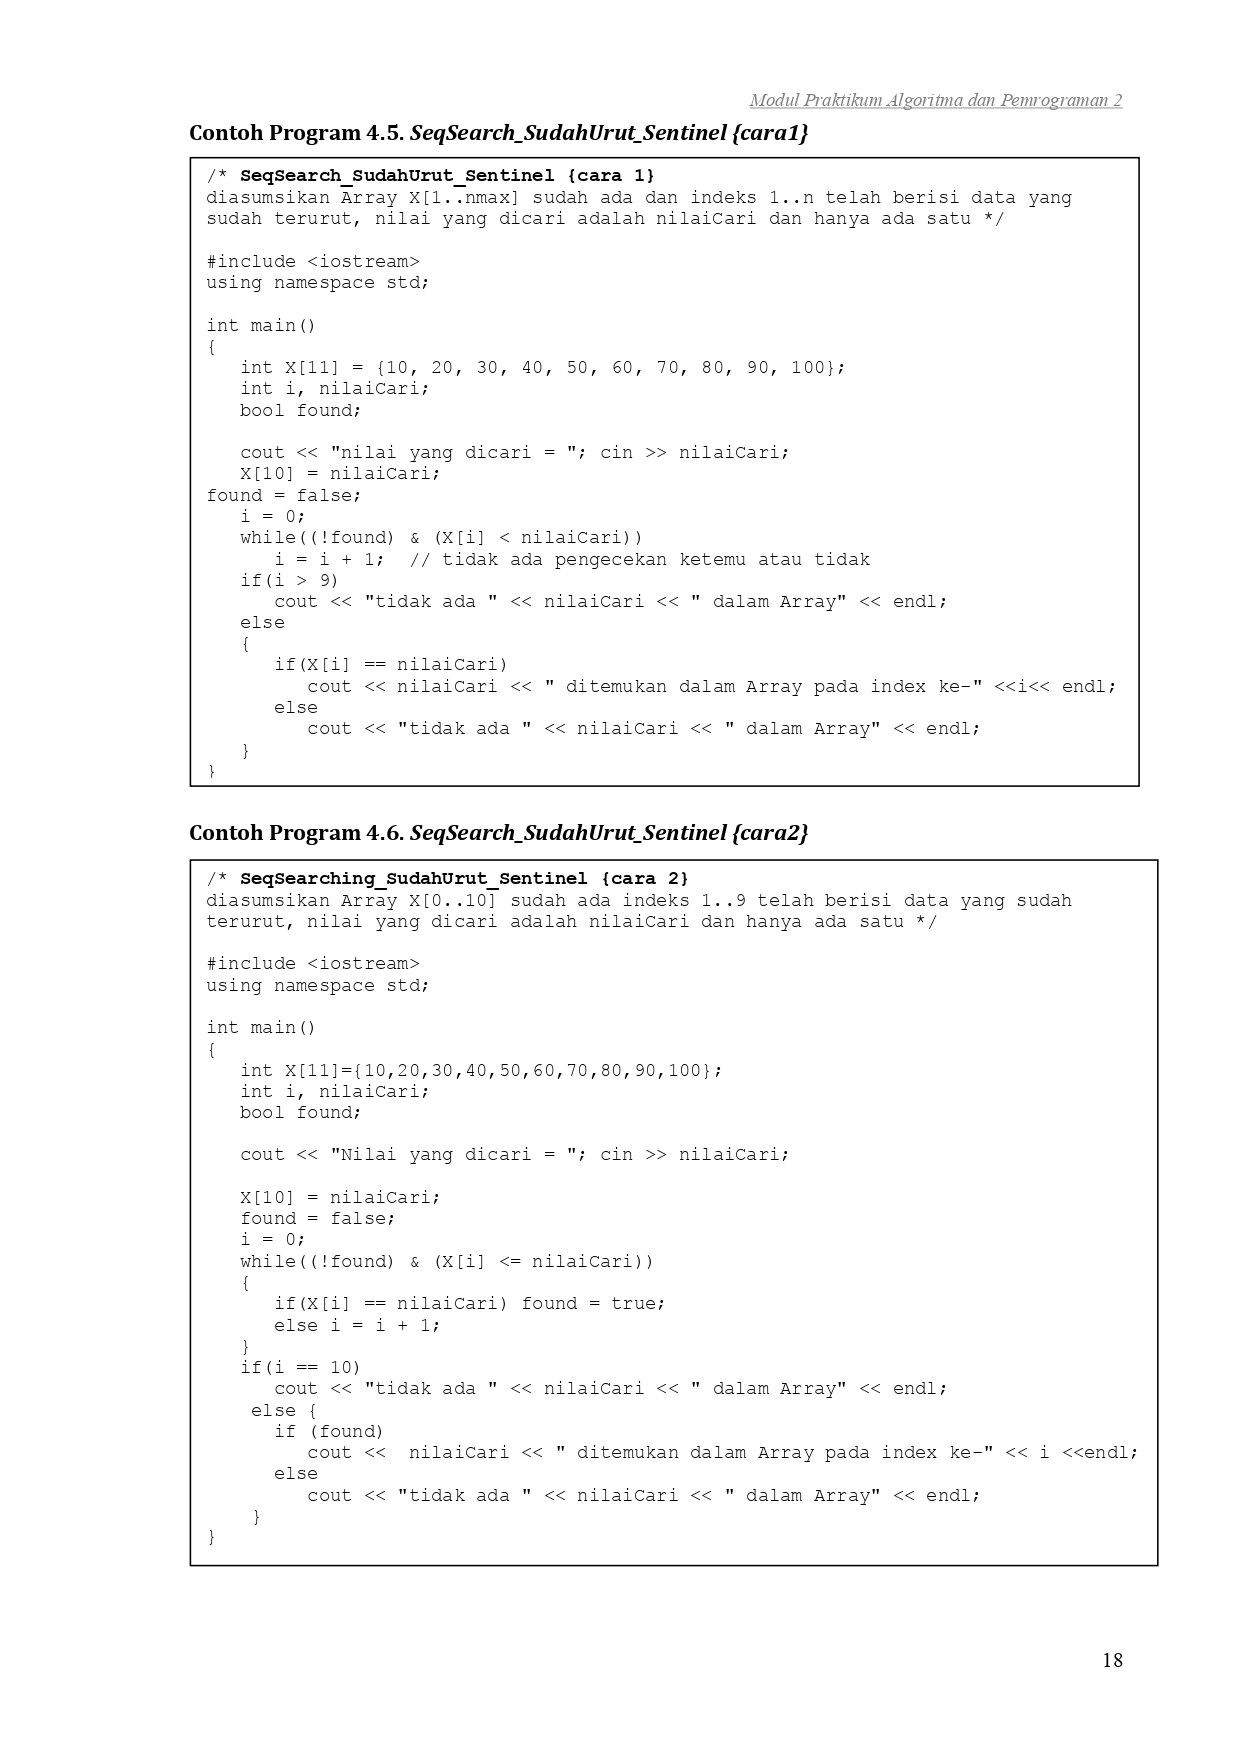 Modul Praktikum Algoritma dan Pemrograman 2
Contoh Program 4.5. SeqSearch_SudahUrut_Sentinel {cara1}
/* SeqSearch_SudahUrut_Sentinel {cara 1}
diasumsikan Array X[1..nmax] sudah ada dan indeks 1..n telah berisi data yang
sudah terurut, nilai yang dicari adalah nilaiCari dan hanya ada satu */
#include <iostream>
using namespace std;
int main()
{
   int X[11] = {10, 20, 30, 40, 50, 60, 70, 80, 90, 100};
   int i, nilaiCari;
   bool found;
   cout << "nilai yang dicari = "; cin >> nilaiCari;
   X[10] = nilaiCari;
found = false;
   i = 0;
   while((!found) & (X[i] < nilaiCari))
      i = i + 1;  // tidak ada pengecekan ketemu atau tidak
   if(i > 9)
      cout << "tidak ada " << nilaiCari << " dalam Array" << endl;
   else
   {
      if(X[i] == nilaiCari)
         cout << nilaiCari << " ditemukan dalam Array pada index ke-" <<i<< endl;
      else
         cout << "tidak ada " << nilaiCari << " dalam Array" << endl;
   }
}
Contoh Program 4.6. SeqSearch_SudahUrut_Sentinel {cara2}
/* SeqSearching_SudahUrut_Sentinel {cara 2}
diasumsikan Array X[0..10] sudah ada indeks 1..9 telah berisi data yang sudah
terurut, nilai yang dicari adalah nilaiCari dan hanya ada satu */
#include <iostream>
using namespace std;
int main()
{
   int X[11]={10,20,30,40,50,60,70,80,90,100};
   int i, nilaiCari;
   bool found;
   cout << "Nilai yang dicari = "; cin >> nilaiCari;
   X[10] = nilaiCari;
   found = false;
   i = 0;
   while((!found) & (X[i] <= nilaiCari))
   {
      if(X[i] == nilaiCari) found = true;
      else i = i + 1;
   }
   if(i == 10)
      cout << "tidak ada " << nilaiCari << " dalam Array" << endl;
    else {
      if (found)
         cout <<  nilaiCari << " ditemukan dalam Array pada index ke-" << i <<endl;
      else
         cout << "tidak ada " << nilaiCari << " dalam Array" << endl;
    }
}
18